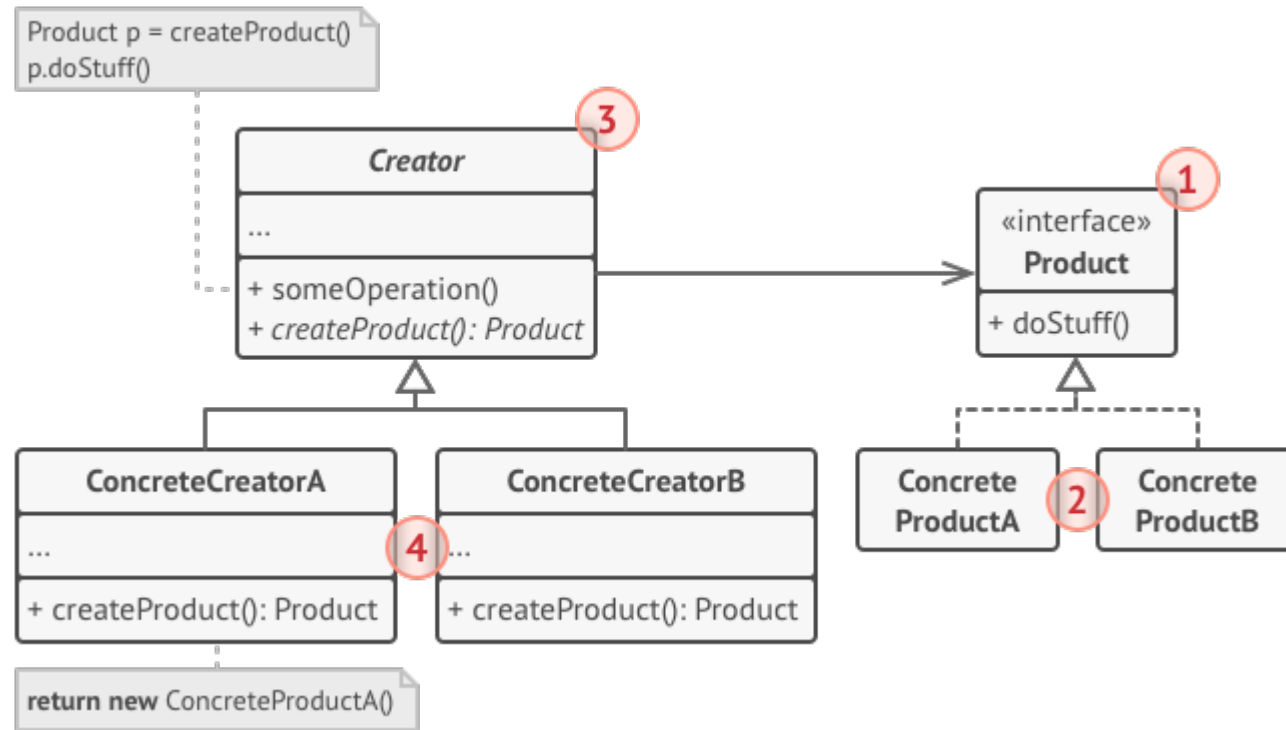 Product p = createProduct()
p.doStuff()
3
Creator
...
+ someOperation()
+ createProduct(): Product
1
«interface»
Product
+ doStuff()
ConcreteCreatorA
...
+ createProduct(): Product
return new ConcreteProductA()
4
ConcreteCreatorB
...
+ createProduct(): Product
Concrete
ProductA
2
Concrete
ProductB